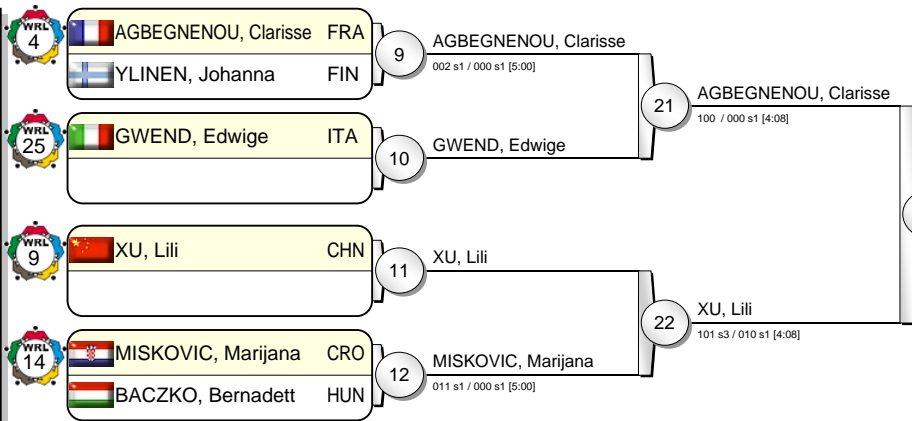 WRL
4
AGBEGNENOU, Clarisse FRA
YLINEN, Johanna FIN
9
AGBEGNENOU, Clarisse
002 s1 / 000 s1 [5:00]
WRL
25
GWEND, Edwige ITA
10
GWEND, Edwige
21
AGBEGNENOU, Clarisse
100 / 000 s1 [4:08]
WRL
9
XU, Lili CHN
11
XU, Lili
WRL
14
MISKOVIC, Marijana CRO
BACZKO, Bernadett HUN
12
MISKOVIC, Marijana
011 s1 / 000 s1 [5:00]
22
XU, Lili
101 s3 / 010 s1 [4:08]